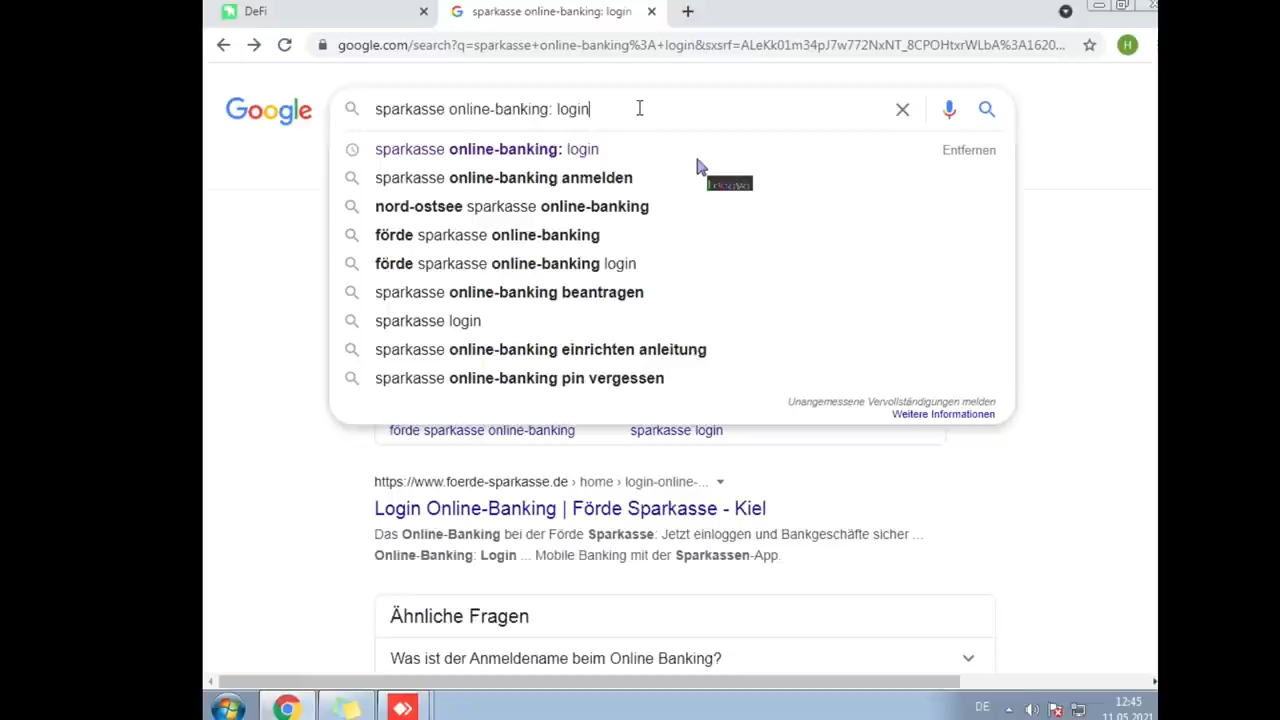 DeFi
sparkasse online-banking: login
google.com/search?q=sparkasse+online-banking%3A+login&sxsrf=ALeKk01m34pJ7w772NxNT_8CPOHtxrWLbA%3A1620...
H
Google
sparkasse online-banking: login
sparkasse online-banking: login
Entfernen
sparkasse online-banking anmelden
nord-ostsee sparkasse online-banking
förde sparkasse online-banking
förde sparkasse online-banking login
sparkasse online-banking beantragen
sparkasse login
sparkasse online-banking einrichten anleitung
sparkasse online-banking pin vergessen
Unangemessene Vervollständigungen melden
Weitere Informationen
förde sparkasse online-banking
sparkasse login
https://www.foerde-sparkasse.de › home › login-online-...
Login Online-Banking | Förde Sparkasse - Kiel
Das Online-Banking bei der Förde Sparkasse: Jetzt einloggen und Bankgeschäfte sicher ...
Online-Banking: Login ... Mobile Banking mit der Sparkassen-App.
Ähnliche Fragen
Was ist der Anmeldename beim Online Banking?
DE
12:45
11.05.2021